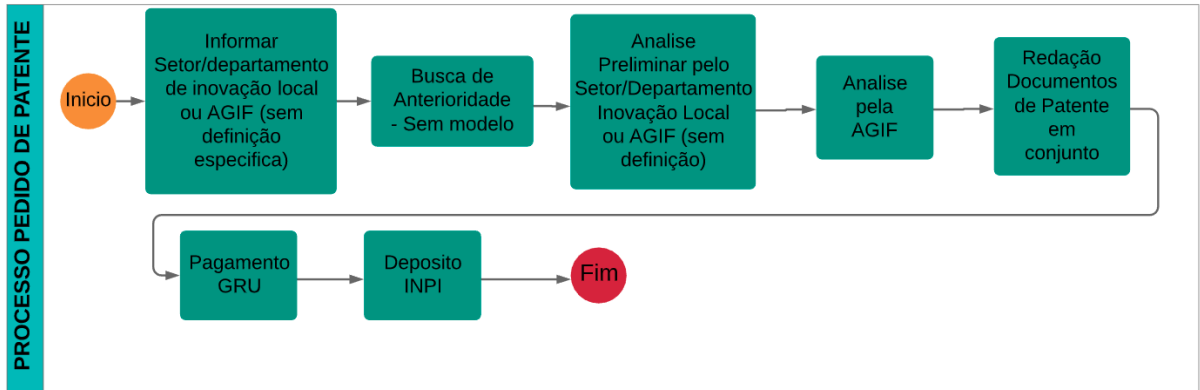 PROCESSO PEDIDO DE PATENTE
Inicio
Informar
Setor/departamento
de inovação local
ou AGIF (sem
definição
especifica)
Busca de
Anterioridade
- Sem modelo
Analise
Preliminar pelo
Setor/Departamento
Inovação Local
ou AGIF (sem
definição)
Analise
pela
AGIF
Redação
Documentos
de Patente
em
conjunto
Pagamento
GRU
Deposito
INPI
Fim